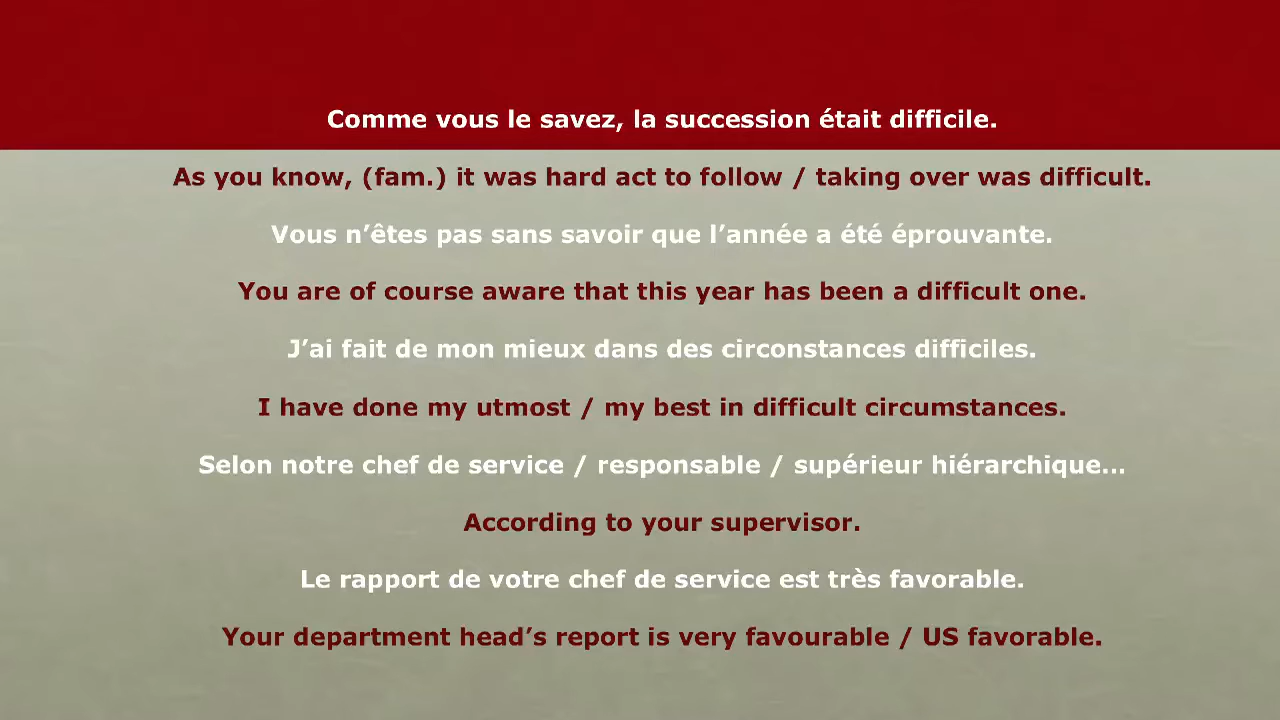 Comme vous le savez, la succession était difficile.
As you know, (fam.) it was hard act to follow / taking over was difficult.
Vous n’êtes pas sans savoir que l’année a été éprouvante.
You are of course aware that this year has been a difficult one.
J’ai fait de mon mieux dans des circonstances difficiles.
I have done my utmost / my best in difficult circumstances.
Selon notre chef de service / responsable / supérieur hiérarchique…
According to your supervisor.
Le rapport de votre chef de service est très favorable.
Your department head’s report is very favourable / US favorable.